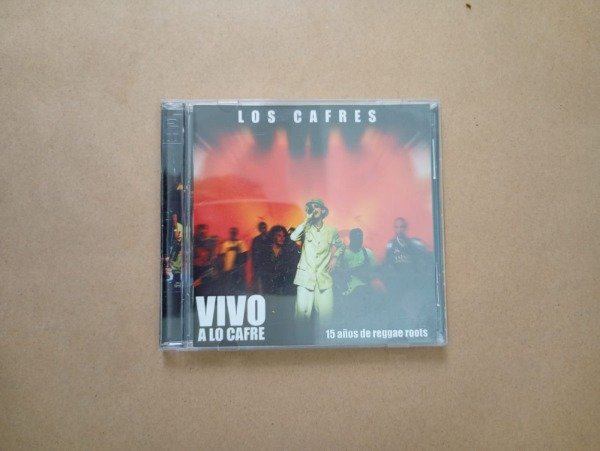 LOS CAFRES
VIVO
A LO CAFRE
15 años de reggae roots